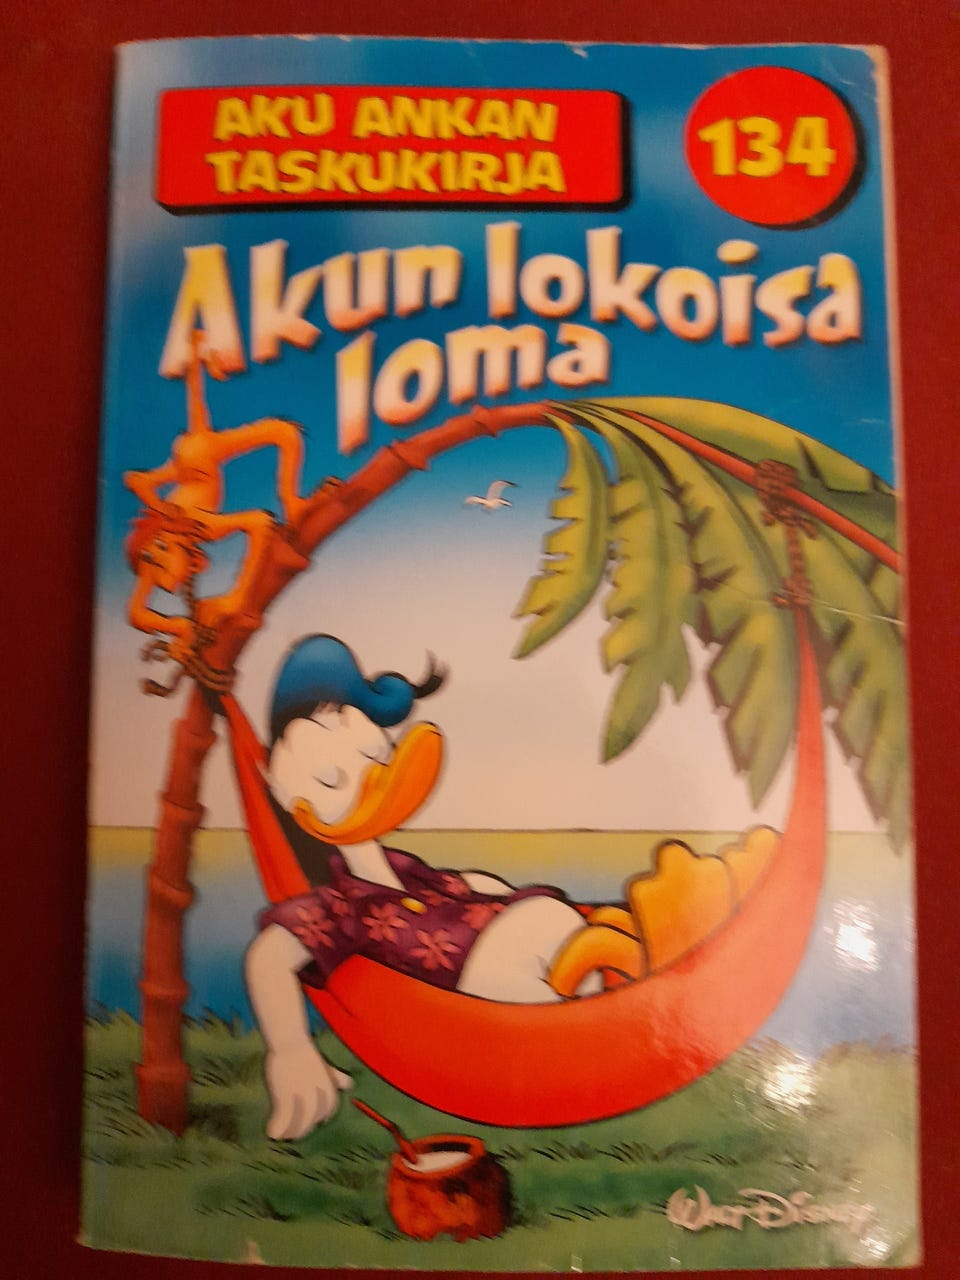 AKU ANKAN
TASKUKIRJA
134
Akun lokoisa
loma
WALT DISNEY